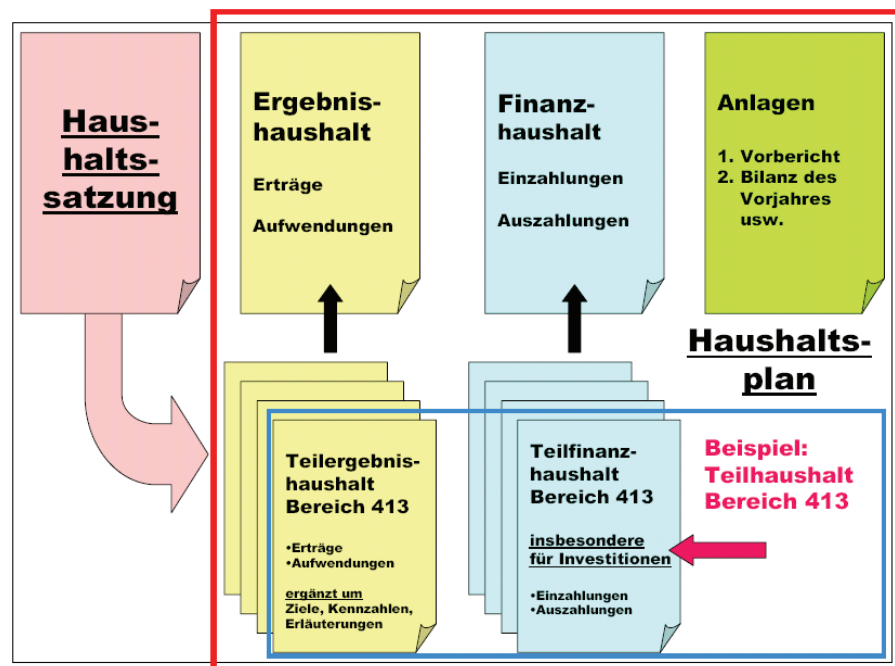 Haus-
halts-
satzung
Ergebnis-
haushalt
Erträge
Aufwendungen
Finanz-
haushalt
Einzahlungen
Auszahlungen
Anlagen
1. Vorbericht
2. Bilanz des
Vorjahres
usw.
Haushalts-
plan
Teilergebnis-
haushalt
Bereich 413
•Erträge
•Aufwendungen
ergänzt um
Ziele, Kennzahlen,
Erläuterungen
Teilfinanz-
haushalt
Bereich 413
insbesondere
für Investitionen
•Einzahlungen
•Auszahlungen
Beispiel:
Teilhaushalt
Bereich 413